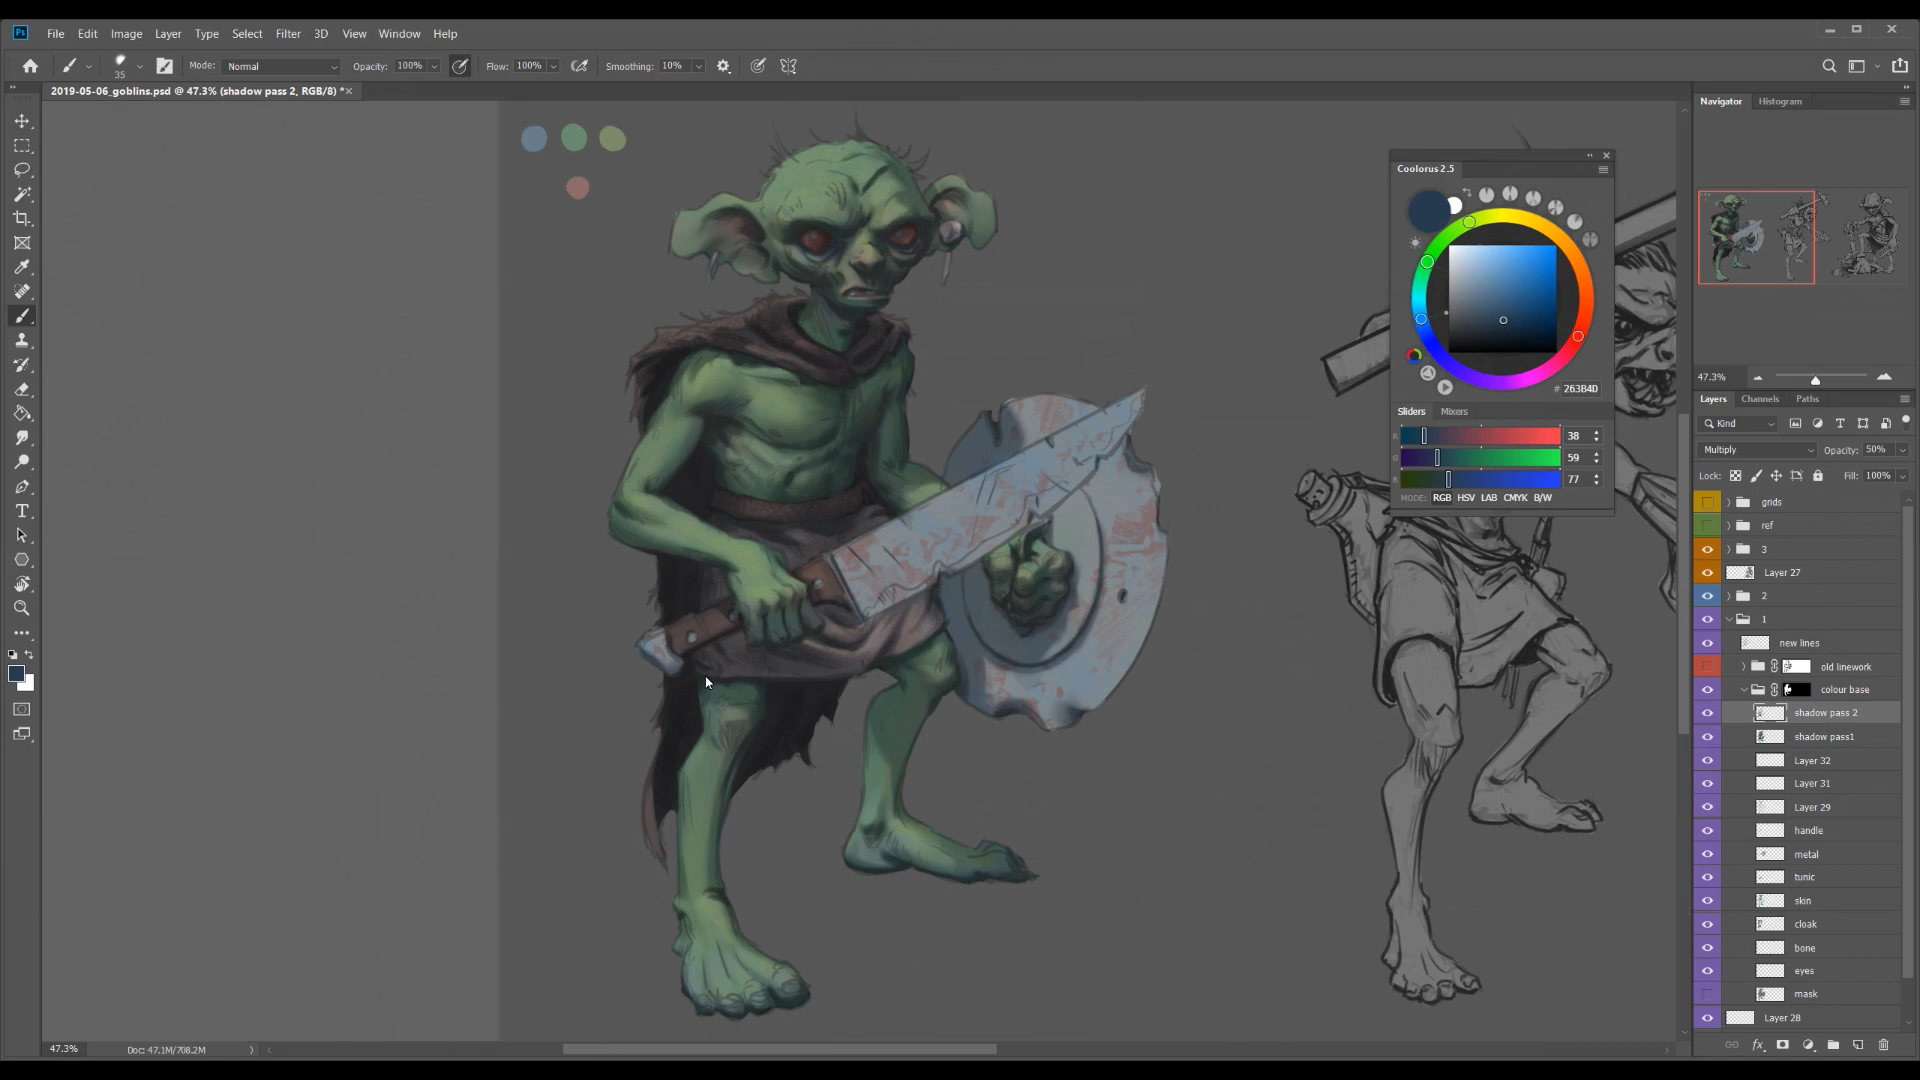 Ps File Edit Image Layer Type Select Filter 3D View Window Help
35 Mode: Normal Opacity: 100% Flow: 100% Smoothing: 10%
2019-05-06_goblins.psd @ 47.3% (shadow pass 2, RGB/8) * ×
Coolorus 2.5
# 263B4D
Sliders Mixers
R 38
G 59
B 77
MODE: RGB HSV LAB CMYK B/W
Navigator Histogram
47.3%
Layers Channels Paths
Kind
Multiply Opacity: 50%
Lock: Fill: 100%
grids
ref
3
Layer 27
2
1
new lines
old linework
colour base
shadow pass 2
shadow pass1
Layer 32
Layer 31
Layer 29
handle
metal
tunic
skin
cloak
bone
eyes
mask
Layer 28
fx
47.3% Doc: 47.1M/708.2M